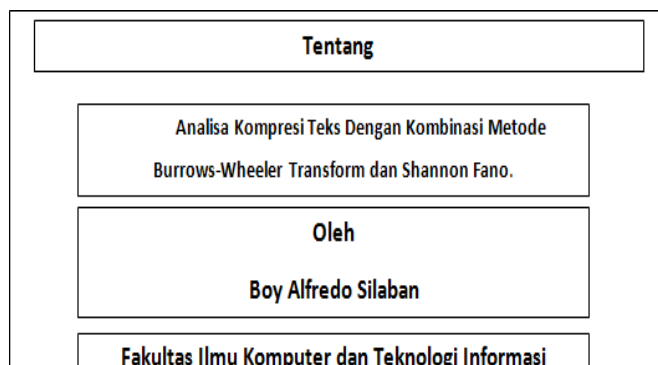 Tentang
Analisa Kompresi Teks Dengan Kombinasi Metode
Burrows-Wheeler Transform dan Shannon Fano.
Oleh
Boy Alfredo Silaban
Fakultas Ilmu Komputer dan Teknologi Informasi